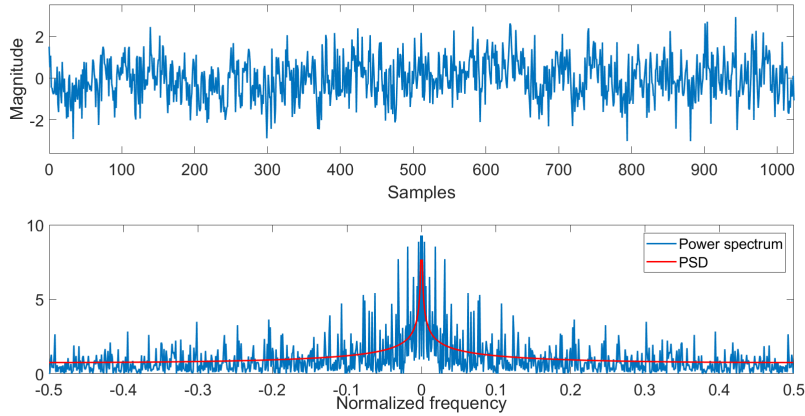 2
0
-2
Magnitude
0 100 200 300 400 500 600 700 800 900 1000
Samples
10
5
0
Power spectrum
PSD
-0.5 -0.4 -0.3 -0.2 -0.1 0 0.1 0.2 0.3 0.4 0.5
Normalized frequency